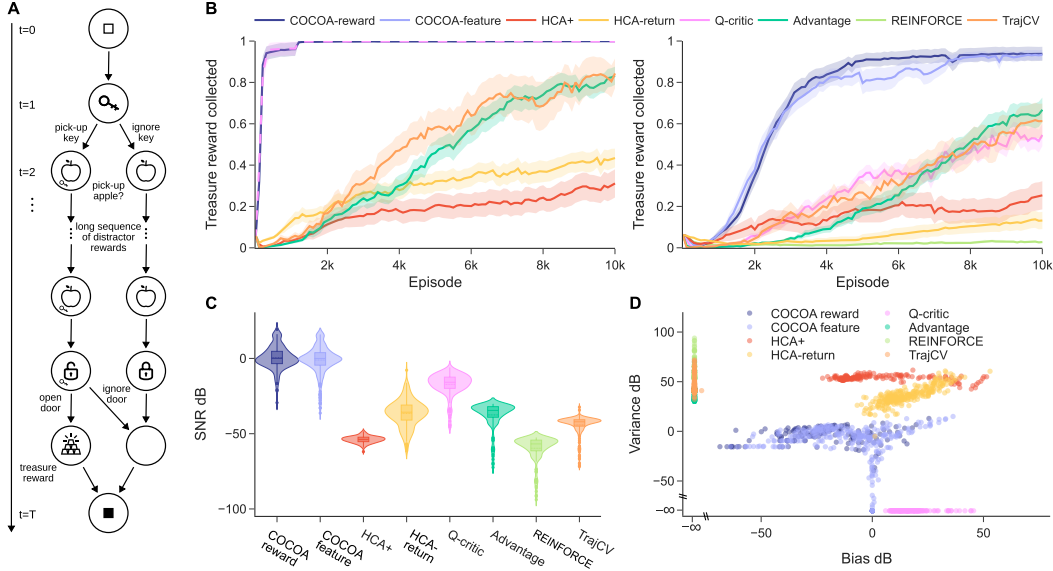 A
t=0
t=1
pick-up
key
ignore
key
t=2
pick-up
apple?
long sequence
of distractor
rewards
open
door
ignore
door
treasure
reward
t=T
B
COCOA-reward
COCOA-feature
HCA+
HCA-return
Q-critic
Advantage
REINFORCE
TrajCV
Treasure reward collected
1
0.8
0.6
0.4
0.2
0
2k
4k
6k
8k
10k
Episode
Treasure reward collected
1
0.8
0.6
0.4
0.2
0
2k
4k
6k
8k
10k
Episode
C
SNR dB
0
−50
−100
COCOA
reward
COCOA
feature
HCA+
HCA-
return
Q-critic
Advantage
REINFORCE
TrajCV
D
COCOA reward
COCOA feature
HCA+
HCA-return
Q-critic
Advantage
REINFORCE
TrajCV
Variance dB
100
50
0
−50
−∞
−∞
−50
0
50
Bias dB